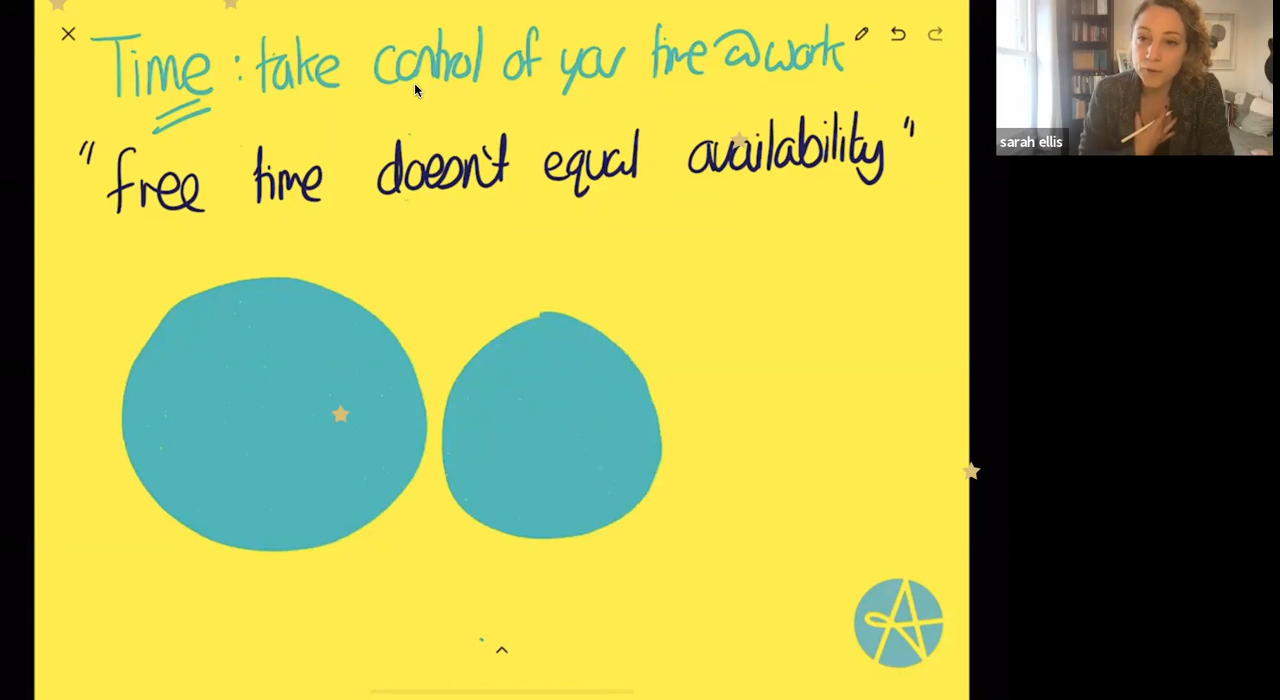 Time: take control of your time @ work
"free time doesn't equal availability"
sarah ellis